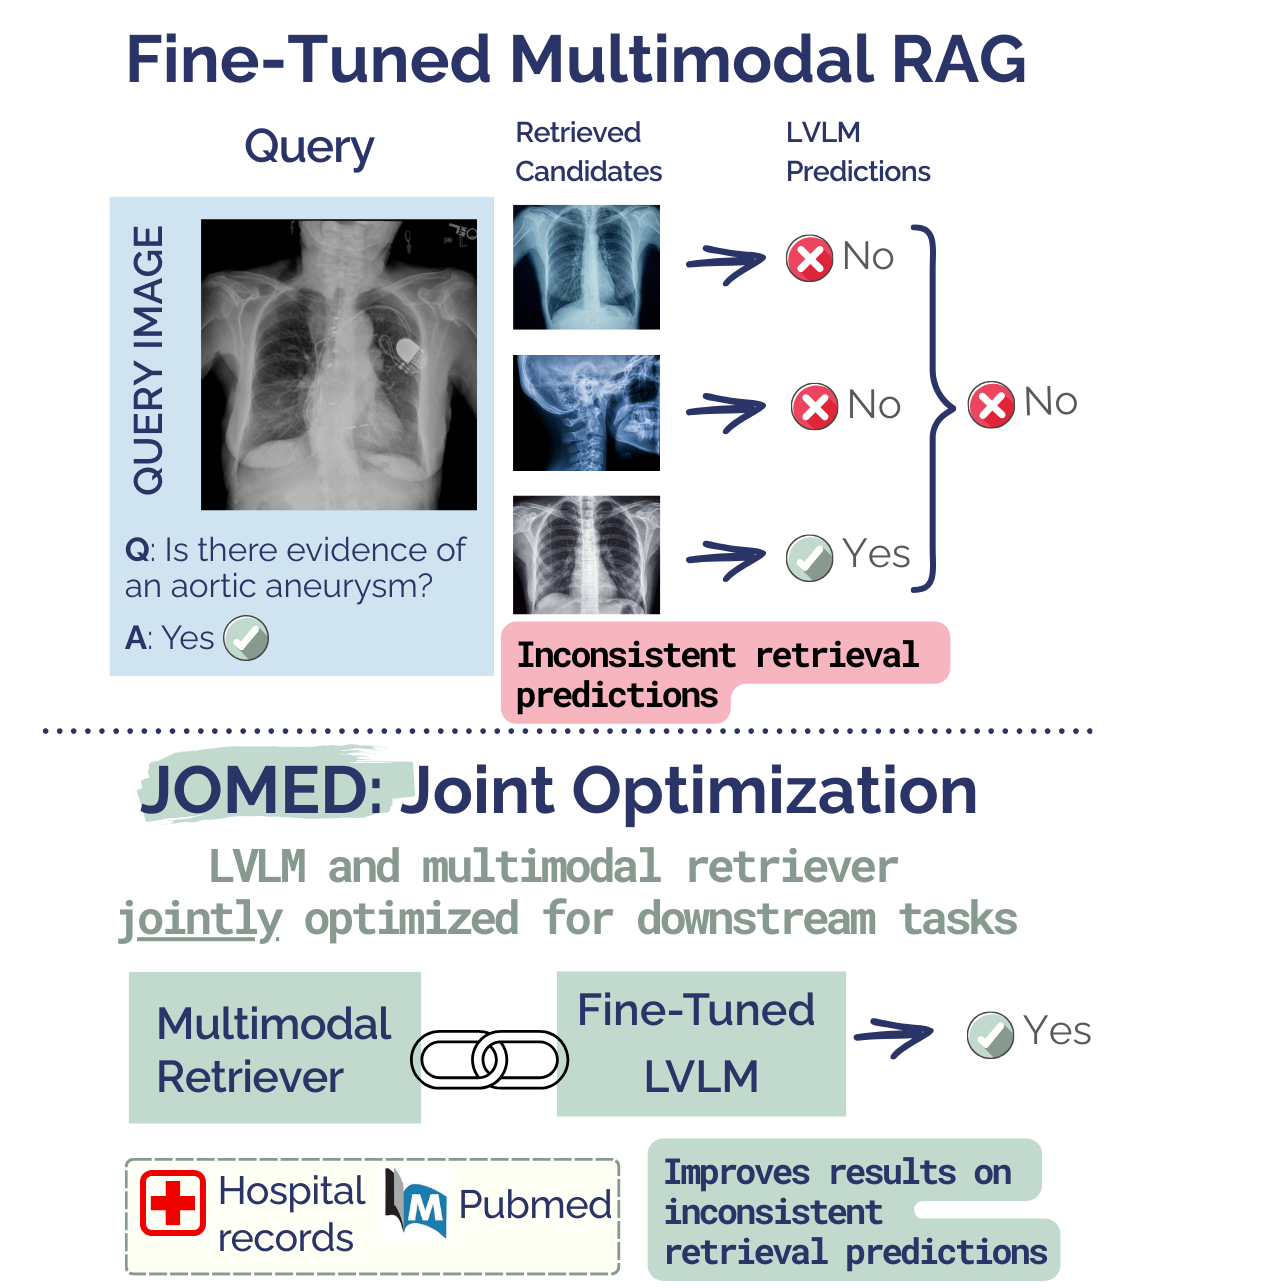 Fine-Tuned Multimodal RAG
Query
Retrieved
Candidates
LVLM
Predictions
QUERY IMAGE
No
No
Yes
No
Q: Is there evidence of
an aortic aneurysm?
A: Yes
Inconsistent retrieval
predictions
JOMED: Joint Optimization
LVLM and multimodal retriever
jointly optimized for downstream tasks
Multimodal
Retriever
Fine-Tuned
LVLM
Yes
Hospital
records
M
Pubmed
Improves results on
inconsistent
retrieval predictions